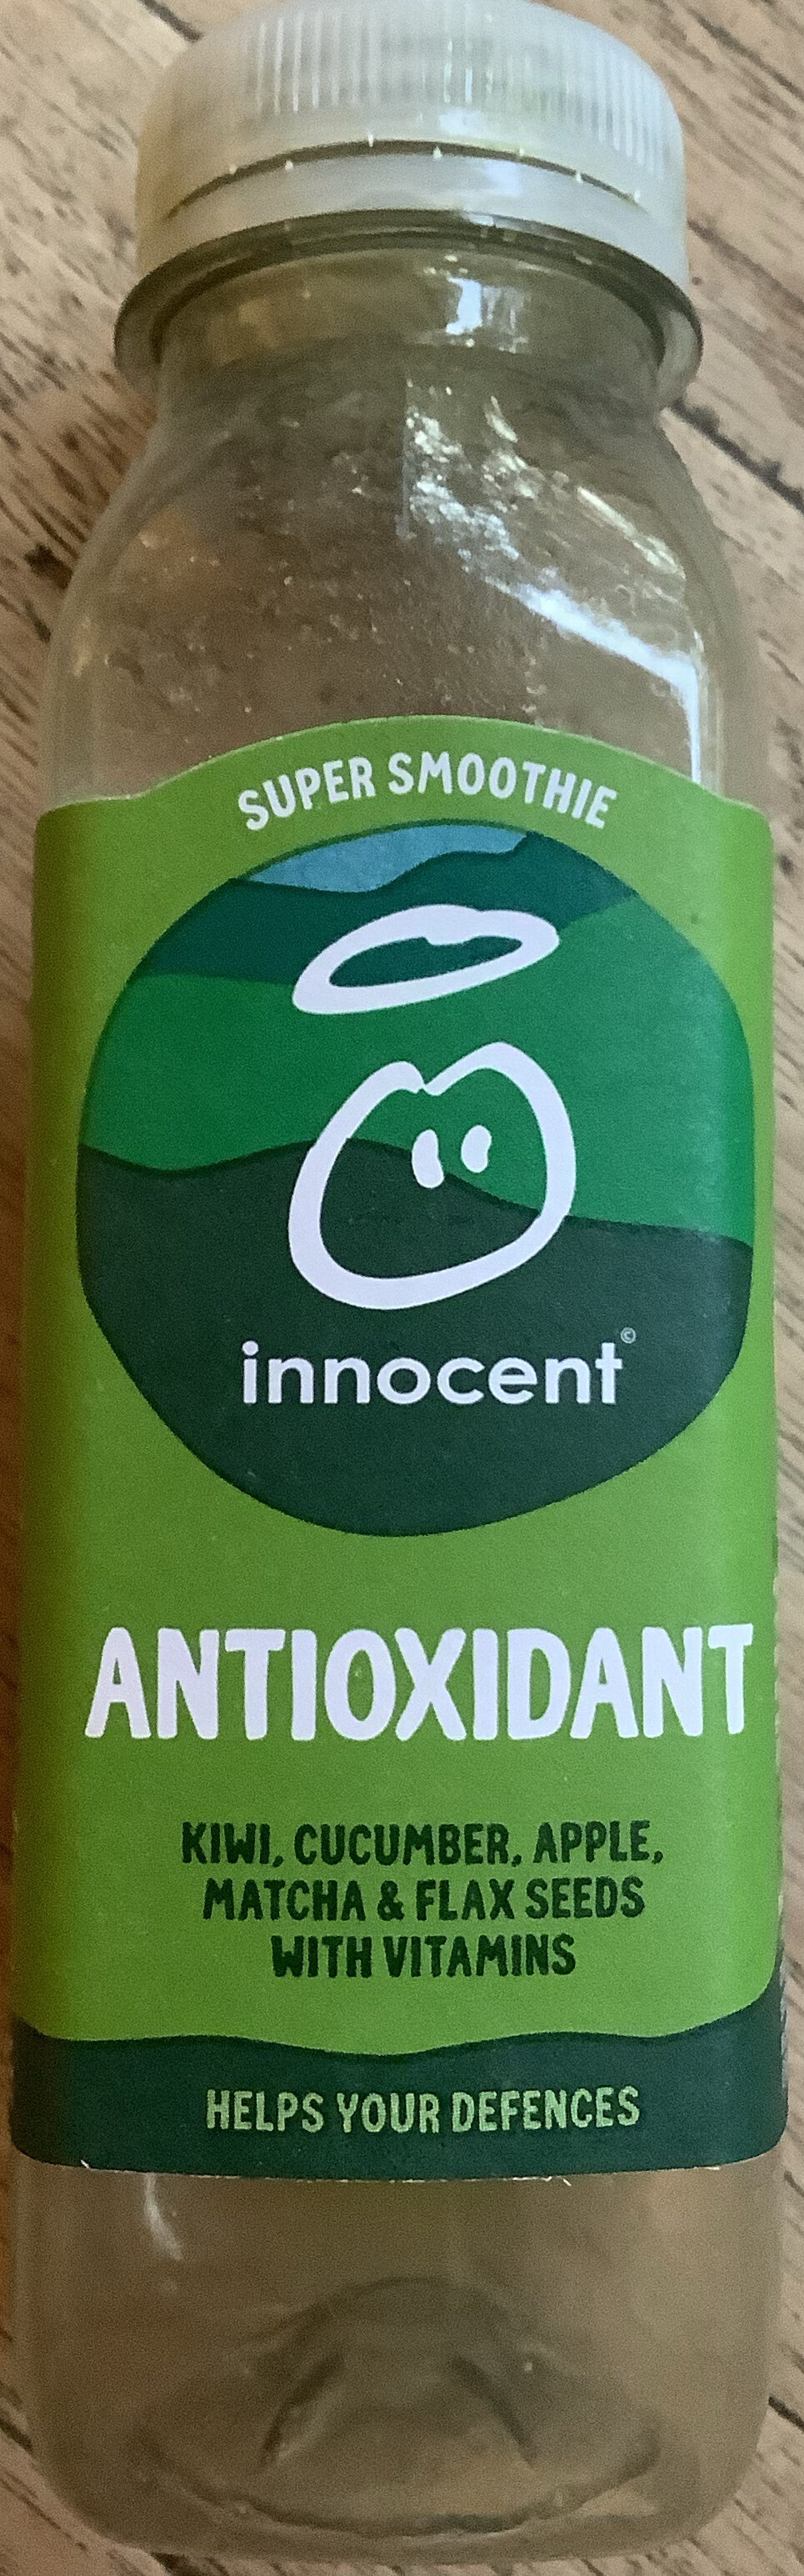 SUPER SMOOTHIE
innocent©
ANTIOXIDANT
KIWI, CUCUMBER, APPLE,
MATCHA & FLAX SEEDS
WITH VITAMINS
HELPS YOUR DEFENCES